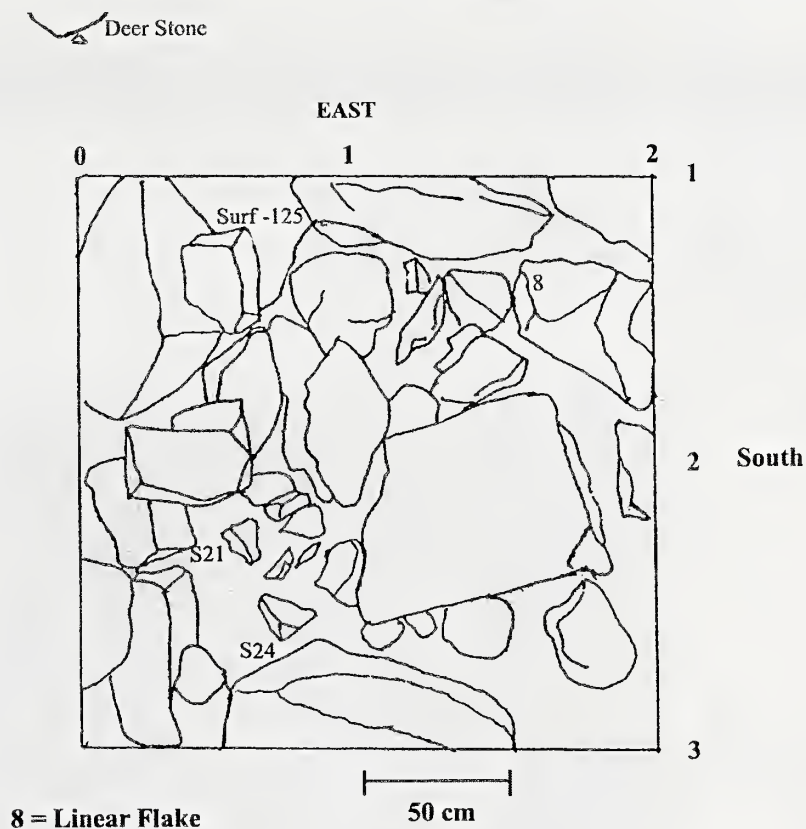 Deer Stone
EAST
0 1 2
1
Surf -125
8
2 South
S21
S24
3
50 cm
8 = Linear Flake